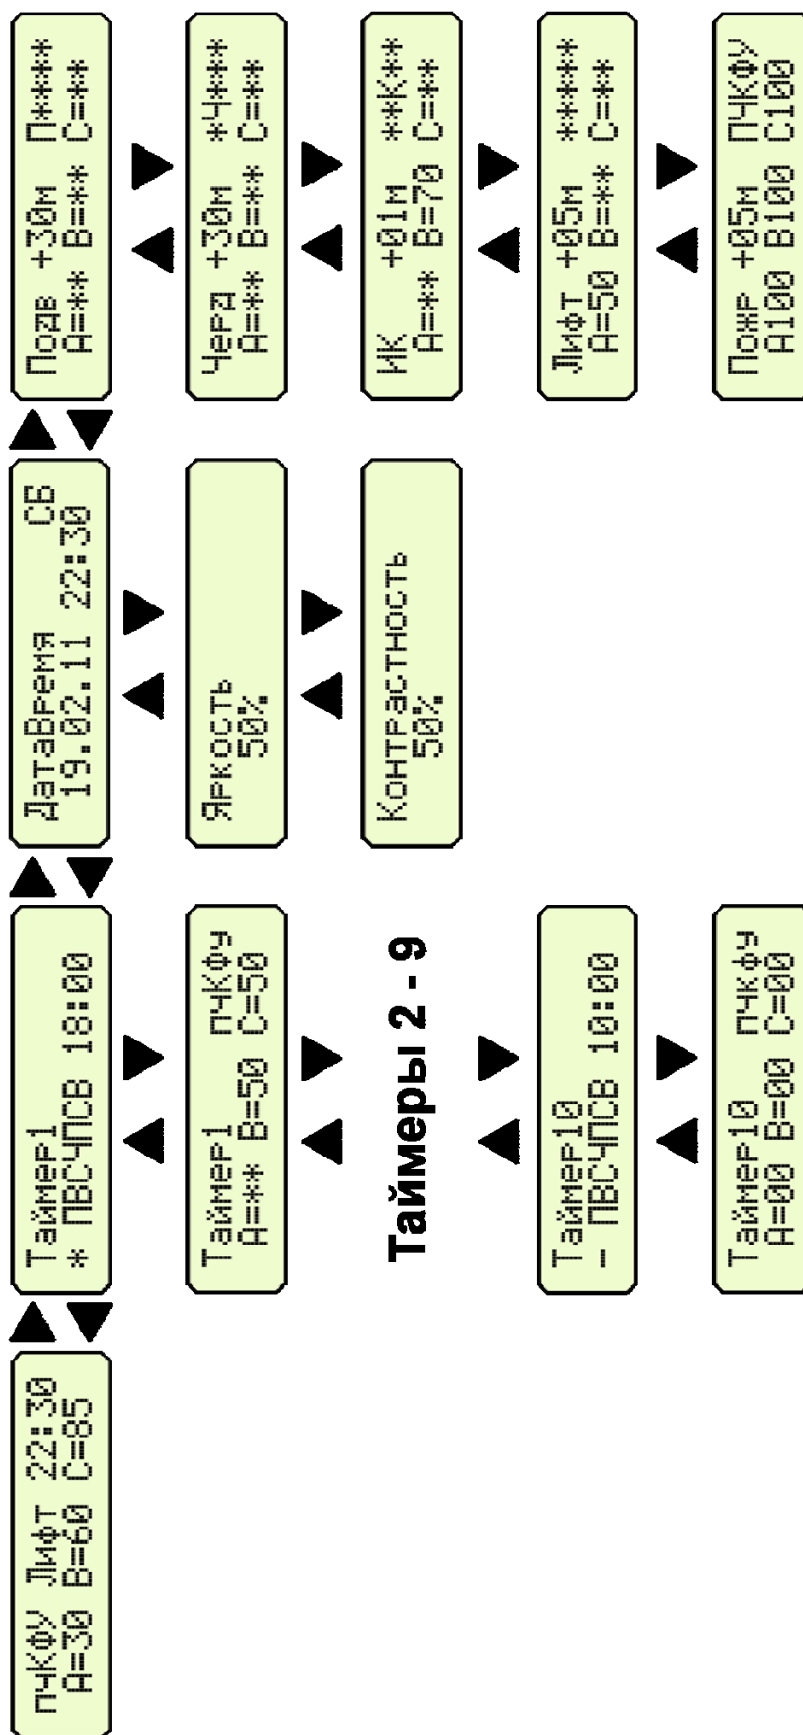 пчКФУ Лифт 22:30
A=30 B=60 C=85
Таймер1
* ПВСЧПСВ 18:00
Таймер1 пчКфу
A=** B=50 C=50
Таймеры 2 - 9
Таймер10
- ПВСЧПСВ 10:00
Таймер10 пчкфу
A=00 B=00 C=00
ДатаВремя СБ
19.02.11 22:30
Яркость
50%
Контрастность
50%
Подв +30м П****
A=** B=** C=**
Черд +30м *Ч***
A=** B=** C=**
ИК +01м **К**
A=** B=70 C=**
Лифт +05м *****
A=50 B=** C=**
Пожр +05м ПЧКФУ
A100 B100 C100